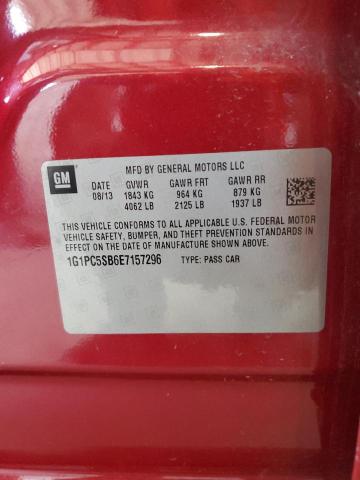 GM
MFD BY GENERAL MOTORS LLC
DATE GVWR GAWR FRT GAWR RR
08/13 1843 KG 964 KG 879 KG
4062 LB 2125 LB 1937 LB
THIS VEHICLE CONFORMS TO ALL APPLICABLE U.S. FEDERAL MOTOR
VEHICLE SAFETY, BUMPER, AND THEFT PREVENTION STANDARDS IN
EFFECT ON THE DATE OF MANUFACTURE SHOWN ABOVE.
1G1PC5SB6E7157296 TYPE: PASS CAR